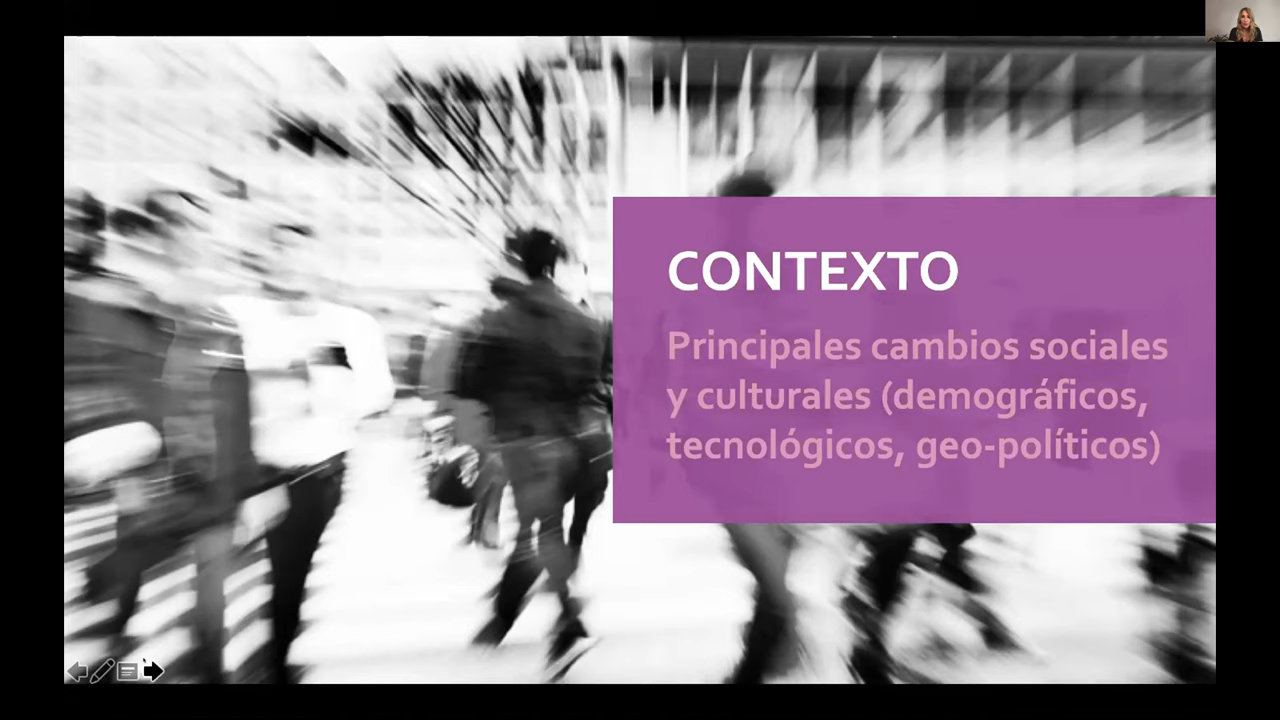 CONTEXTO
Principales cambios sociales
y culturales (demográficos,
tecnológicos, geo-políticos)